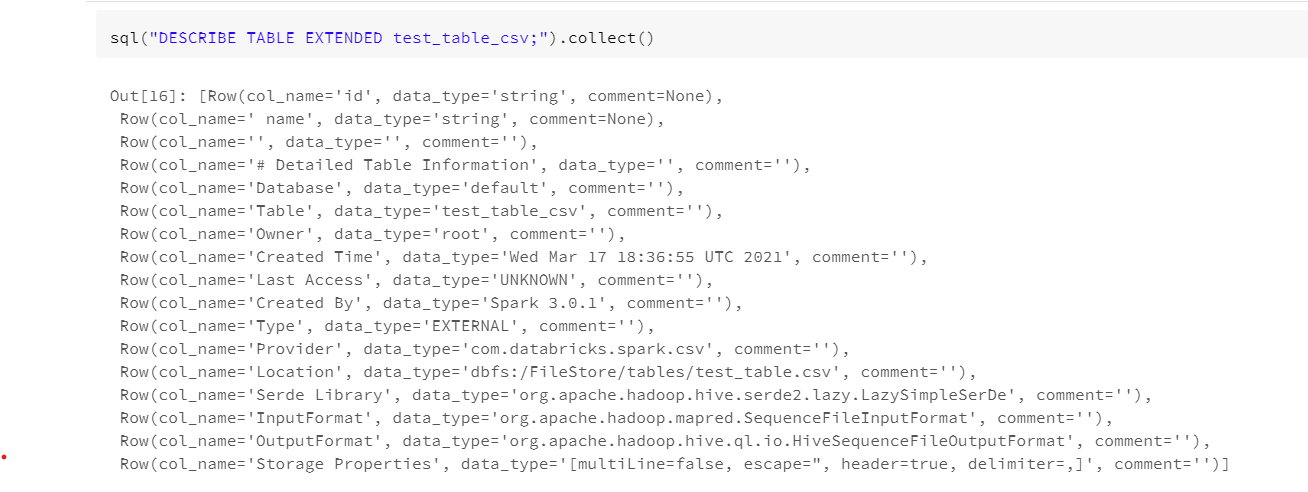 sql("DESCRIBE TABLE EXTENDED test_table_csv;").collect()
Out[16]: [Row(col_name='id', data_type='string', comment=None),
Row(col_name=' name', data_type='string', comment=None),
Row(col_name='', data_type='', comment=''),
Row(col_name='# Detailed Table Information', data_type='', comment=''),
Row(col_name='Database', data_type='default', comment=''),
Row(col_name='Table', data_type='test_table_csv', comment=''),
Row(col_name='Owner', data_type='root', comment=''),
Row(col_name='Created Time', data_type='Wed Mar 17 18:36:55 UTC 2021', comment=''),
Row(col_name='Last Access', data_type='UNKNOWN', comment=''),
Row(col_name='Created By', data_type='Spark 3.0.1', comment=''),
Row(col_name='Type', data_type='EXTERNAL', comment=''),
Row(col_name='Provider', data_type='com.databricks.spark.csv', comment=''),
Row(col_name='Location', data_type='dbfs:/FileStore/tables/test_table.csv', comment=''),
Row(col_name='Serde Library', data_type='org.apache.hadoop.hive.serde2.lazy.LazySimpleSerDe', comment=''),
Row(col_name='InputFormat', data_type='org.apache.hadoop.mapred.SequenceFileInputFormat', comment=''),
Row(col_name='OutputFormat', data_type='org.apache.hadoop.hive.ql.io.HiveSequenceFileOutputFormat', comment=''),
Row(col_name='Storage Properties', data_type='[multiLine=false, escape=", header=true, delimiter=,]', comment='')]